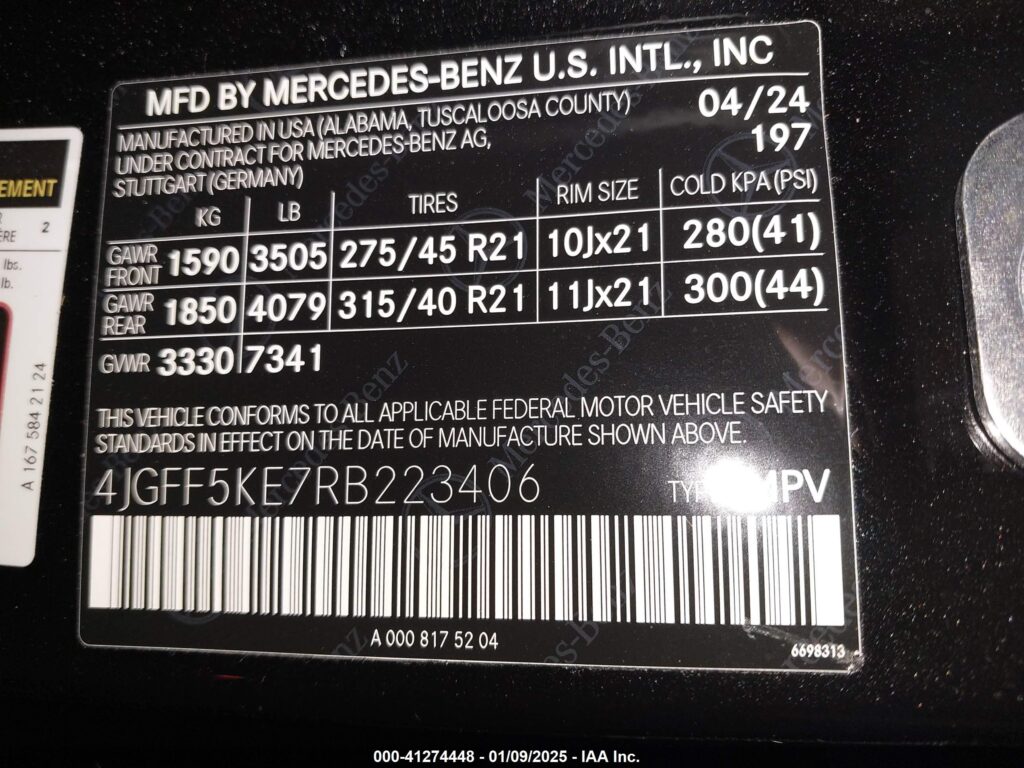 MFD BY MERCEDES-BENZ U.S. INTL., INC
MANUFACTURED IN USA (ALABAMA, TUSCALOOSA COUNTY) 04/24
UNDER CONTRACT FOR MERCEDES-BENZ AG, 197
STUTTGART (GERMANY)
KG LB TIRES RIM SIZE COLD KPA (PSI)
GAWR FRONT 1590 3505 275/45 R21 10Jx21 280(41)
GAWR REAR 1850 4079 315/40 R21 11Jx21 300(44)
GVWR 3330 7341
THIS VEHICLE CONFORMS TO ALL APPLICABLE FEDERAL MOTOR VEHICLE SAFETY
STANDARDS IN EFFECT ON THE DATE OF MANUFACTURE SHOWN ABOVE.
4JGFF5KE7RB223406 MPV
A 000 817 52 04
6698313
EMENT
2
lbs.
lb.
A 167 584 21 24
000-41274448 - 01/09/2025 - IAA Inc.